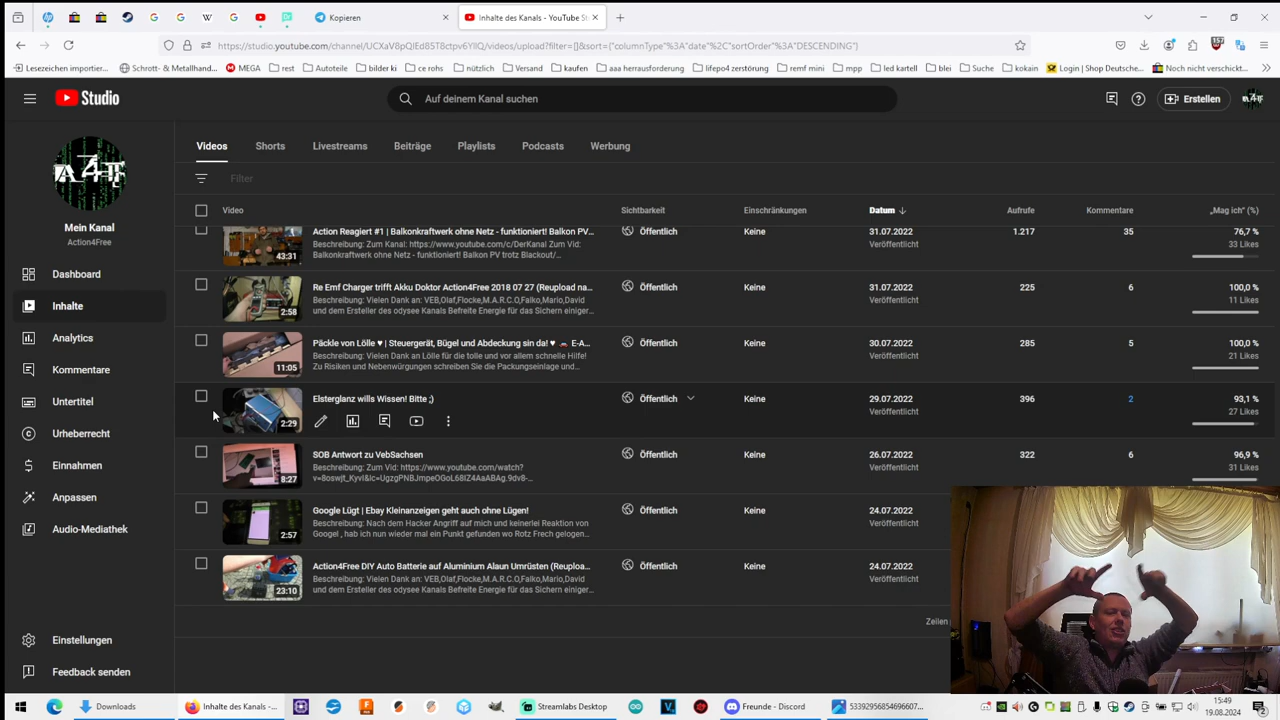 Kopieren
Inhalte des Kanals - YouTube St
https://studio.youtube.com/channel/UCXaV8pQIEd85T8ctpv6YIIQ/videos/upload?filter=[]&sort={"columnType"%3A"date"%2C"sortOrder"%3A"DESCENDING"}
Lesezeichen importier...
Schrott- & Metallhand...
MEGA
rest
Autoteile
bilder ki
ce rohs
nützlich
Versand
kaufen
aaa herrausforderung
lifepo4 zerstörung
remf mini
mpp
led kartell
blei
Suche
kokain
Login | Shop Deutsche...
Noch nicht verschickt...
Studio
Auf deinem Kanal suchen
Erstellen
A4F
Mein Kanal
Action4Free
Dashboard
Inhalte
Analytics
Kommentare
Untertitel
Urheberrecht
Einnahmen
Anpassen
Audio-Mediathek
Einstellungen
Feedback senden
Videos Shorts Livestreams Beiträge Playlists Podcasts Werbung
Filter
Video Sichtbarkeit Einschränkungen Datum Aufrufe Kommentare „Mag ich“ (%)
Action Reagiert #1 | Balkonkraftwerk ohne Netz - funktioniert! Balkon PV... Öffentlich Keine 31.07.2022 1.217 35 76,7 %
Beschreibung: Zum Kanal: https://www.youtube.com/c/DerKanal Zum Vid: Veröffentlicht 33 Likes
Balkonkraftwerk ohne Netz - funktioniert! Balkon PV trotz Blackout/...
43:31
Re Emf Charger trifft Akku Doktor Action4Free 2018 07 27 (Reupload na... Öffentlich Keine 31.07.2022 225 6 100,0 %
Beschreibung: Vielen Dank an: VEB,Olaf,Flocke,M.A.R.C.O,Falko,Mario,David Veröffentlicht 11 Likes
und dem Ersteller des odysee Kanals Befreite Energie für das Sichern einiger...
2:58
Päckle von Lölle ♥ | Steuergerät, Bügel und Abdeckung sin da! ♥ 🚗 E-A... Öffentlich Keine 30.07.2022 285 5 100,0 %
Beschreibung: Vielen Dank an Lölle für die tolle und vor allem schnelle Hilfe! Veröffentlicht 21 Likes
Zu Risiken und Nebenwürgungen schreiben Sie die Packungseinlage und...
11:05
Elsterglanz wills Wissen! Bitte ;) Öffentlich Keine 29.07.2022 396 2 93,1 %
Veröffentlicht 27 Likes
2:29
SOB Antwort zu VebSachsen Öffentlich Keine 26.07.2022 322 6 96,9 %
Beschreibung: Zum Vid: https://www.youtube.com/watch? Veröffentlicht 31 Likes
v=8oswjt_KyvI&lc=UgzgPNBJmpeOGoL68IZ4AaABAg.9dv8-...
8:27
Google Lügt | Ebay Kleinanzeigen geht auch ohne Lügen! Öffentlich Keine 24.07.2022
Beschreibung: Nach dem Hacker Angriff auf mich und keinerlei Reaktion von Veröffentlicht
Googel , hab ich nun wieder mal ein Punkt gefunden wo Rotz Frech gelogen...
2:57
Action4Free DIY Auto Batterie auf Aluminium Alaun Umrüsten (Reuploa... Öffentlich Keine 24.07.2022
Beschreibung: Vielen Dank an: VEB,Olaf,Flocke,M.A.R.C.O,Falko,Mario,David Veröffentlicht
und dem Ersteller des odysee Kanals Befreite Energie für das Sichern einiger...
23:10
Zeilen
Downloads
Inhalte des Kanals -...
Streamlabs Desktop
Freunde - Discord
53392956854696607...
15:49
19.08.2024